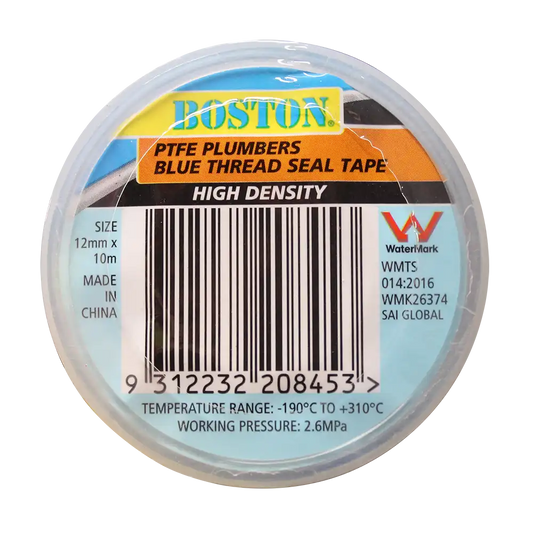 BOSTON®
PTFE PLUMBERS
BLUE THREAD SEAL TAPE
HIGH DENSITY
SIZE
12mm x
10m
MADE
IN
CHINA
WaterMark
WMTS
014:2016
WMK26374
SAI GLOBAL
9 312232 208453 >
TEMPERATURE RANGE: -190°C TO +310°C
WORKING PRESSURE: 2.6MPa